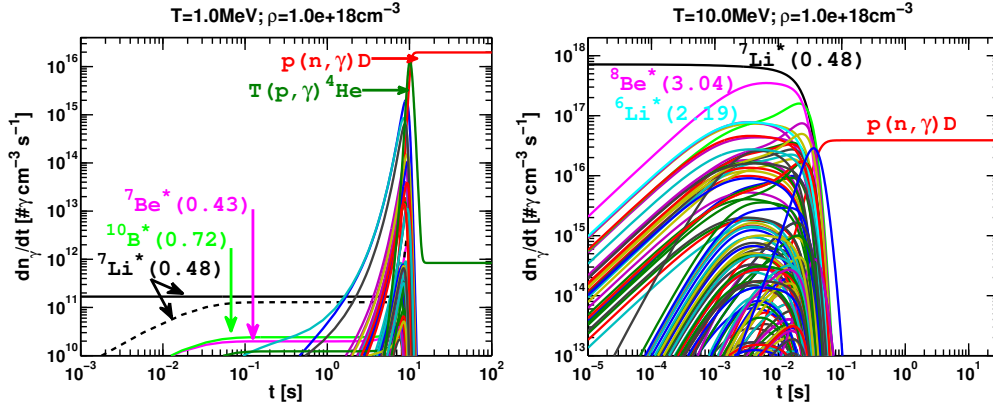 T=1.0MeV; ρ=1.0e+18cm⁻³
dn_γ/dt [#γ cm⁻³ s⁻¹]
10¹⁶
10¹⁵
10¹⁴
10¹³
10¹²
10¹¹
10¹⁰
p(n,γ)D
T(p,γ)⁴He
⁷Be*(0.43)
¹⁰B*(0.72)
⁷Li*(0.48)
10⁻³ 10⁻² 10⁻¹ 10⁰ 10¹ 10²
t [s]
T=10.0MeV; ρ=1.0e+18cm⁻³
dn_γ/dt [#γ cm⁻³ s⁻¹]
10¹⁸
10¹⁷
10¹⁶
10¹⁵
10¹⁴
10¹³
⁷Li*(0.48)
⁸Be*(3.04)
⁶Li*(2.19)
p(n,γ)D
10⁻⁵ 10⁻⁴ 10⁻³ 10⁻² 10⁻¹ 10⁰ 10¹
t [s]